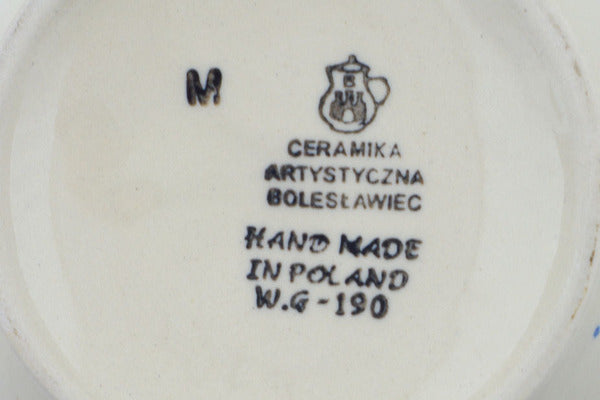 M
B
CERAMIKA
ARTYSTYCZNA
BOLESŁAWIEC
HAND MADE
IN POLAND
W.G-190